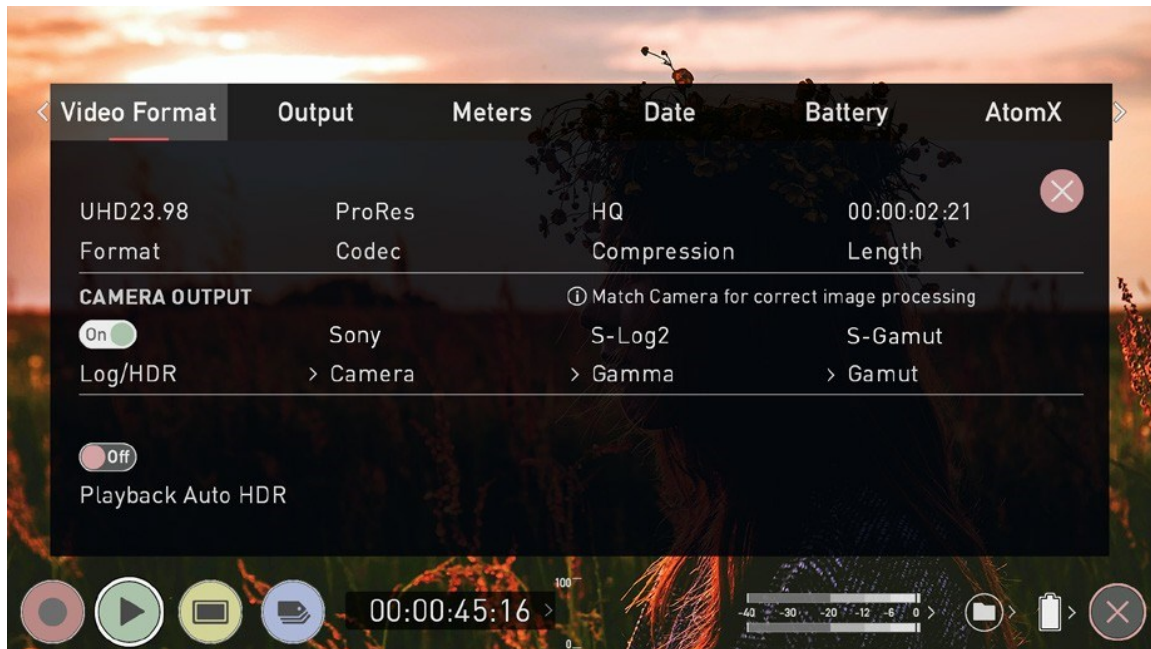 Video Format Output Meters Date Battery AtomX
UHD23.98 ProRes HQ 00:00:02:21
Format Codec Compression Length
CAMERA OUTPUT Match Camera for correct image processing
On Sony S-Log2 S-Gamut
Log/HDR > Camera > Gamma > Gamut
Off
Playback Auto HDR
100
00:00:45:16 >
-40 -30 -20 -12 -6 0
0